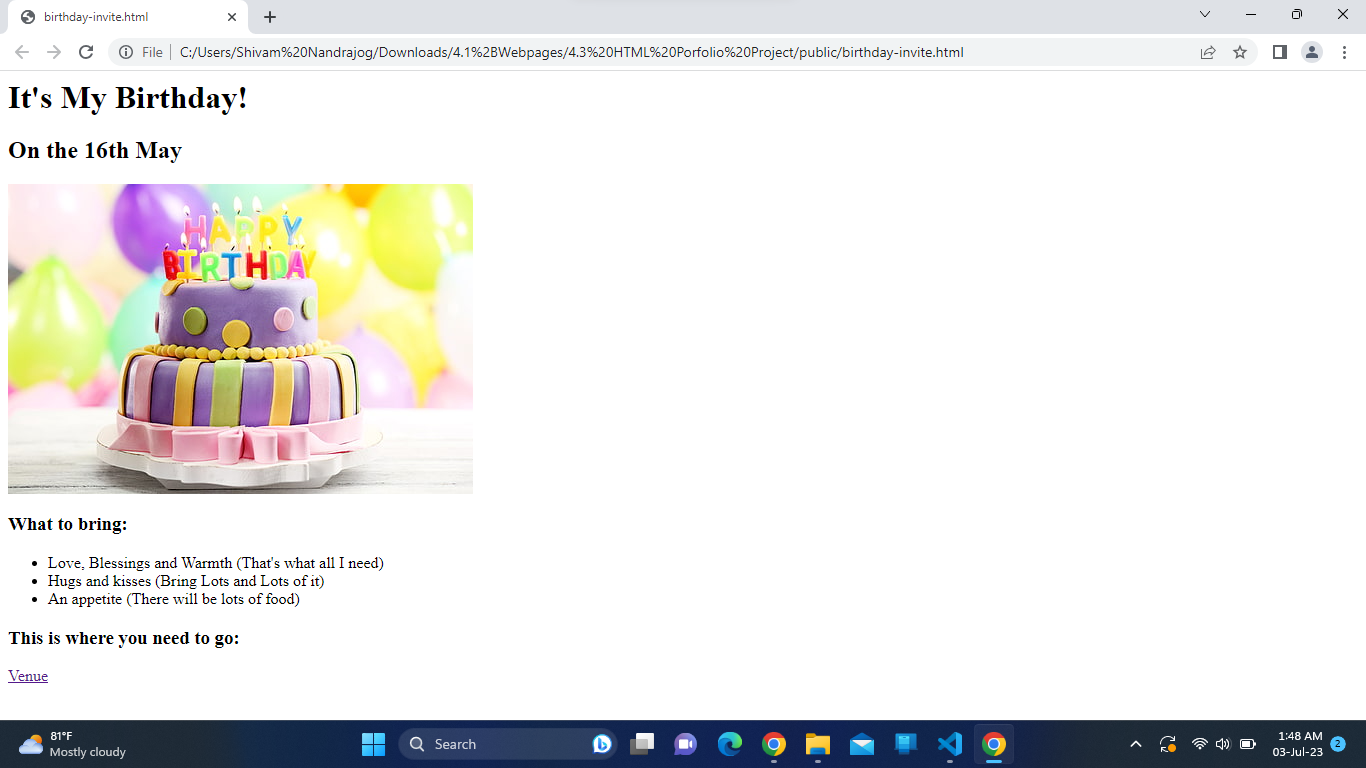 birthday-invite.html
File
C:/Users/Shivam%20Nandrajog/Downloads/4.1%2BWebpages/4.3%20HTML%20Porfolio%20Project/public/birthday-invite.html
It's My Birthday!
On the 16th May
HAPPY
BIRTHDAY
What to bring:
Love, Blessings and Warmth (That's what all I need)
Hugs and kisses (Bring Lots and Lots of it)
An appetite (There will be lots of food)
This is where you need to go:
Venue
81°F
Mostly cloudy
Search
1:48 AM
03-Jul-23
2